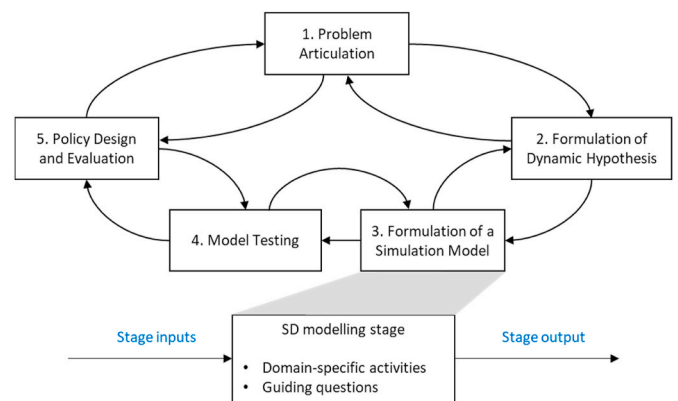 1. Problem
Articulation
5. Policy Design
and Evaluation
2. Formulation of
Dynamic Hypothesis
4. Model Testing
3. Formulation of a
Simulation Model
Stage inputs
SD modelling stage
Stage output
• Domain-specific activities
• Guiding questions